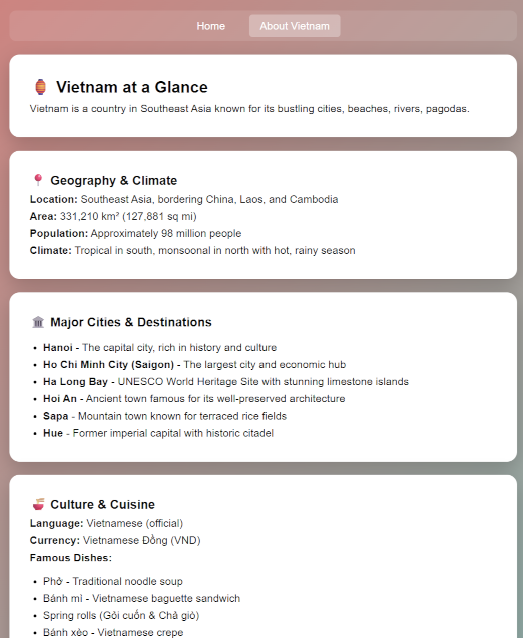 Home
About Vietnam
Vietnam at a Glance
Vietnam is a country in Southeast Asia known for its bustling cities, beaches, rivers, pagodas.
Geography & Climate
Location: Southeast Asia, bordering China, Laos, and Cambodia
Area: 331,210 km² (127,881 sq mi)
Population: Approximately 98 million people
Climate: Tropical in south, monsoonal in north with hot, rainy season
Major Cities & Destinations
• Hanoi - The capital city, rich in history and culture
• Ho Chi Minh City (Saigon) - The largest city and economic hub
• Ha Long Bay - UNESCO World Heritage Site with stunning limestone islands
• Hoi An - Ancient town famous for its well-preserved architecture
• Sapa - Mountain town known for terraced rice fields
• Hue - Former imperial capital with historic citadel
Culture & Cuisine
Language: Vietnamese (official)
Currency: Vietnamese Đồng (VND)
Famous Dishes:
• Phở - Traditional noodle soup
• Bánh mì - Vietnamese baguette sandwich
• Spring rolls (Gỏi cuốn & Chả giò)
• Bánh xèo - Vietnamese crepe